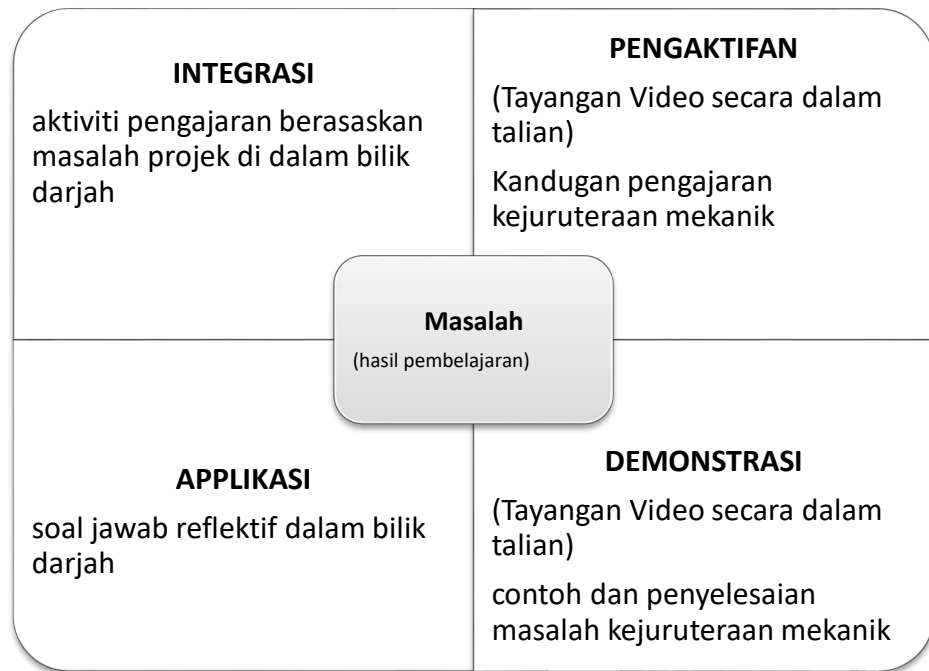 INTEGRASI
aktiviti pengajaran berasaskan
masalah projek di dalam bilik
darjah
PENGAKTIFAN
(Tayangan Video secara dalam
talian)
Kandugan pengajaran
kejuruteraan mekanik
Masalah
(hasil pembelajaran)
APPLIKASI
soal jawab reflektif dalam bilik
darjah
DEMONSTRASI
(Tayangan Video secara dalam
talian)
contoh dan penyelesaian
masalah kejuruteraan mekanik